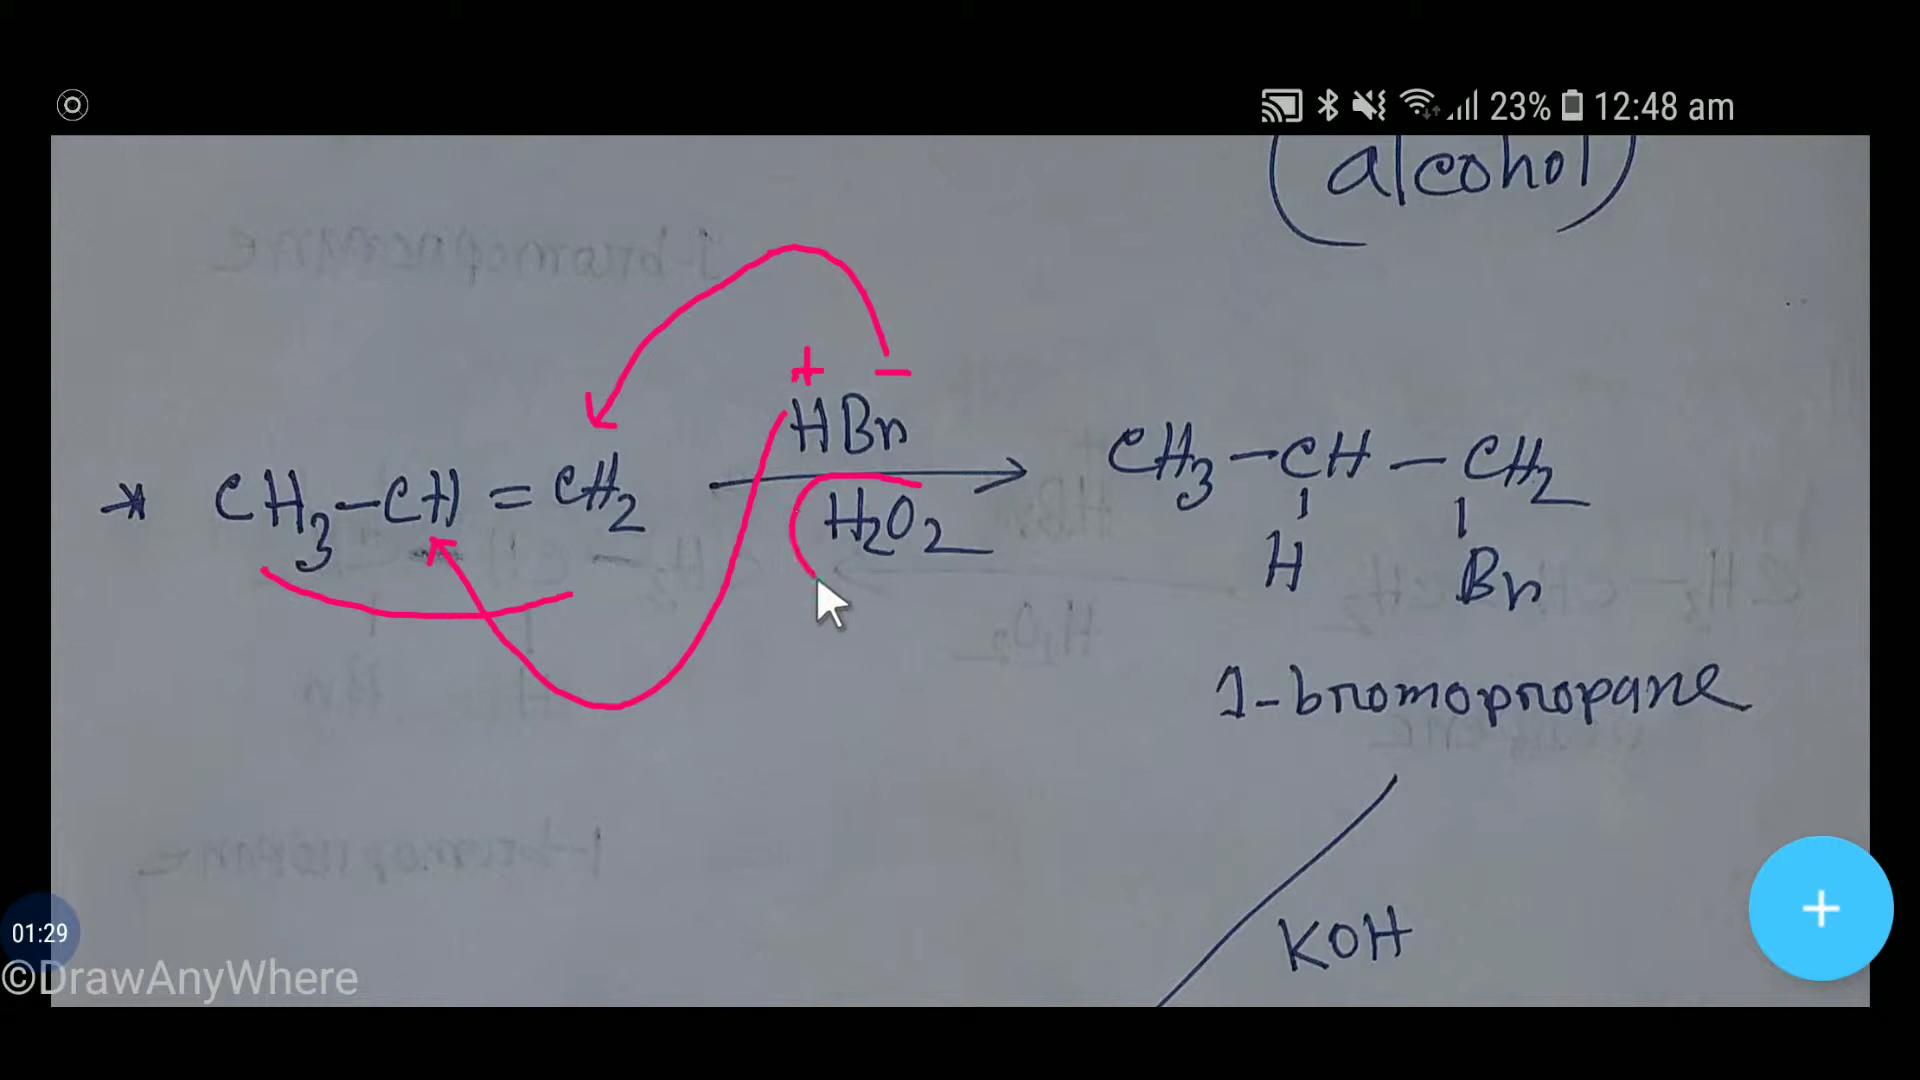 23% 12:48 am
(alcohol)
+ −
HBr
* CH3–CH=CH2 → CH3–CH–CH2
H2O2
H Br
1-bromopropane
KOH
01:29
©DrawAnyWhere
+